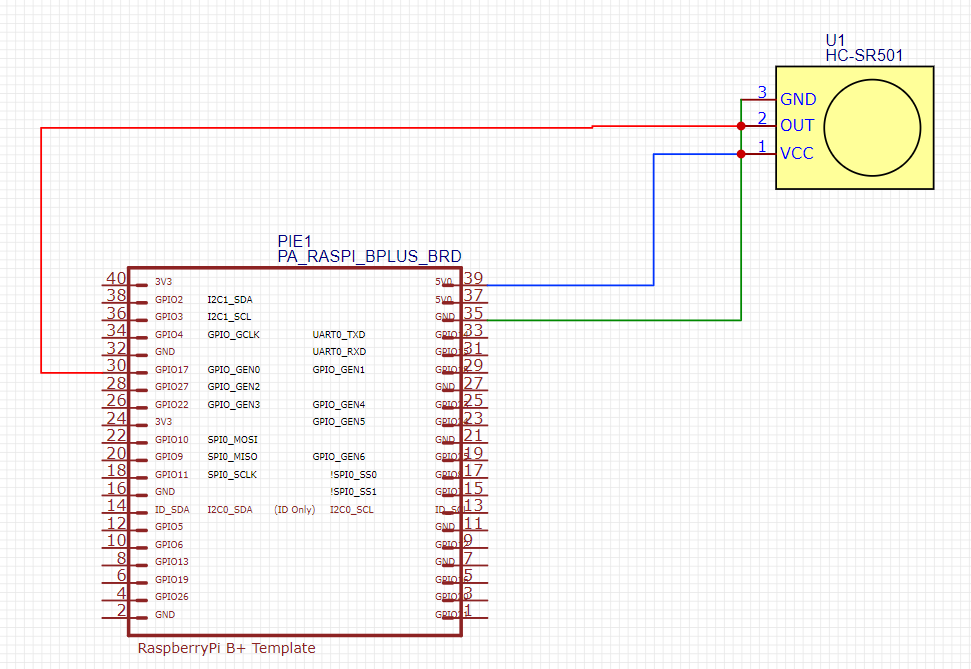 U1
HC-SR501
3 GND
2 OUT
1 VCC
PIE1
PA_RASPI_BPLUS_BRD
40 3V3 5V0 39
38 GPIO2 I2C1_SDA 5V0 37
36 GPIO3 I2C1_SCL GND 35
34 GPIO4 GPIO_GCLK UART0_TXD 33
32 GND UART0_RXD 31
30 GPIO17 GPIO_GEN0 GPIO_GEN1 29
28 GPIO27 GPIO_GEN2 GND 27
26 GPIO22 GPIO_GEN3 GPIO_GEN4 25
24 3V3 GPIO_GEN5 23
22 GPIO10 SPI0_MOSI GND 21
20 GPIO9 SPI0_MISO GPIO_GEN6 19
18 GPIO11 SPI0_SCLK !SPI0_SS0 17
16 GND !SPI0_SS1 15
14 ID_SDA I2C0_SDA (ID Only) I2C0_SCL 13
12 GPIO5 GND 11
10 GPIO6 9
8 GPIO13 GND 7
6 GPIO19 5
4 GPIO26 3
2 GND 1
RaspberryPi B+ Template